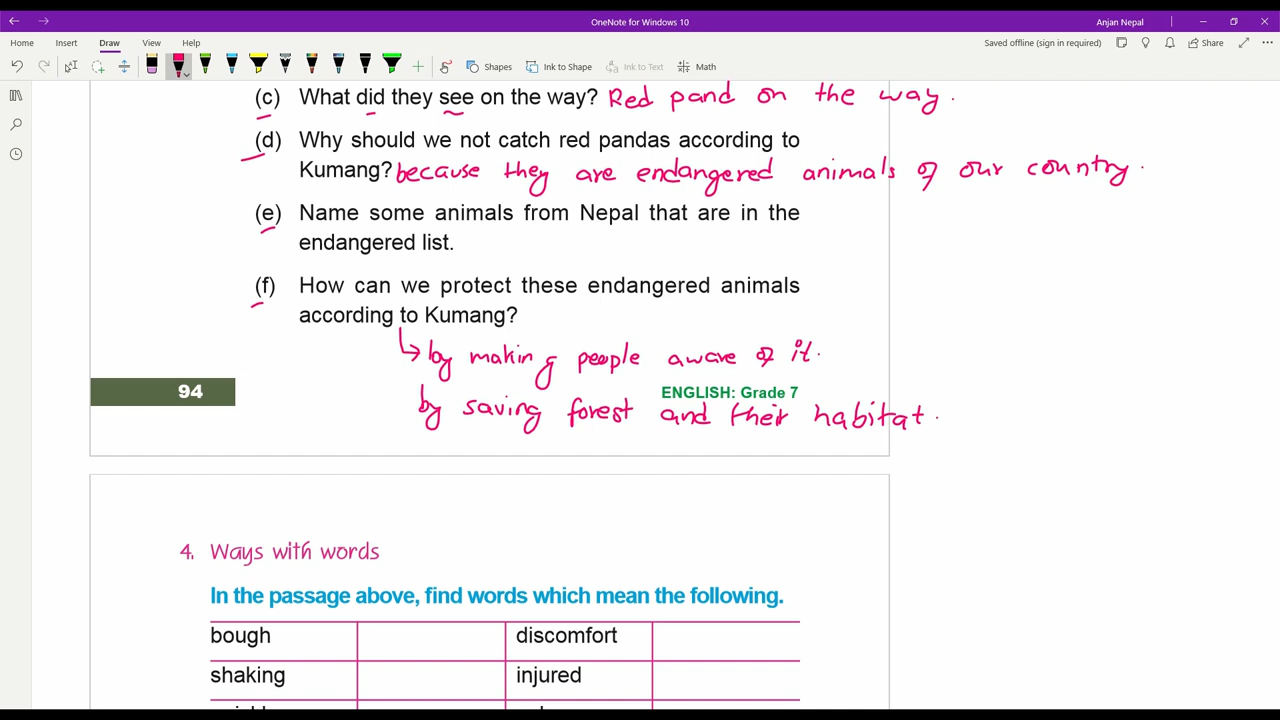 OneNote for Windows 10
Anjan Nepal
Home Insert Draw View Help
Saved offline (sign in required)
Share
Shapes Ink to Shape Ink to Text Math
(c) What did they see on the way? Red pand on the way.
(d) Why should we not catch red pandas according to
Kumang? because they are endangered animals of our country.
(e) Name some animals from Nepal that are in the
endangered list.
(f) How can we protect these endangered animals
according to Kumang?
by making people aware of it.
94
ENGLISH: Grade 7
by saving forest and their habitat.
4. Ways with words
In the passage above, find words which mean the following.
bough discomfort
shaking injured